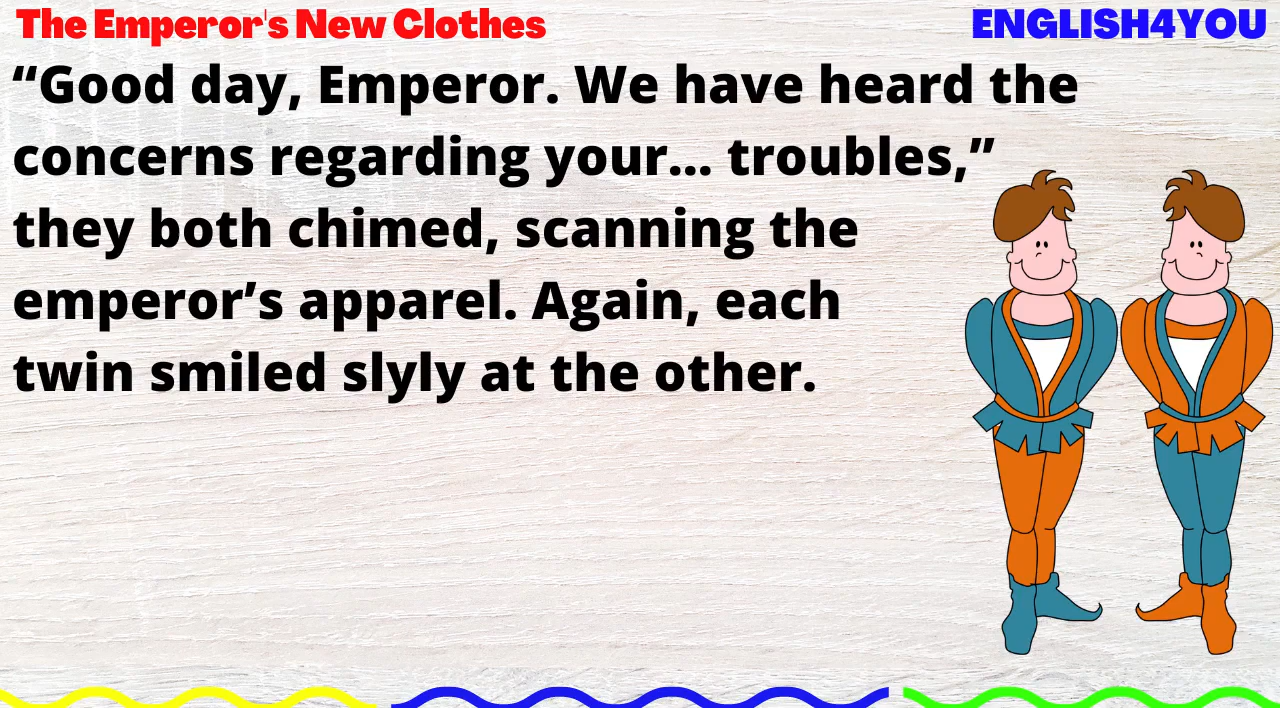 The Emperor's New Clothes
ENGLISH4YOU
“Good day, Emperor. We have heard the
concerns regarding your... troubles,”
they both chimed, scanning the
emperor’s apparel. Again, each
twin smiled slyly at the other.